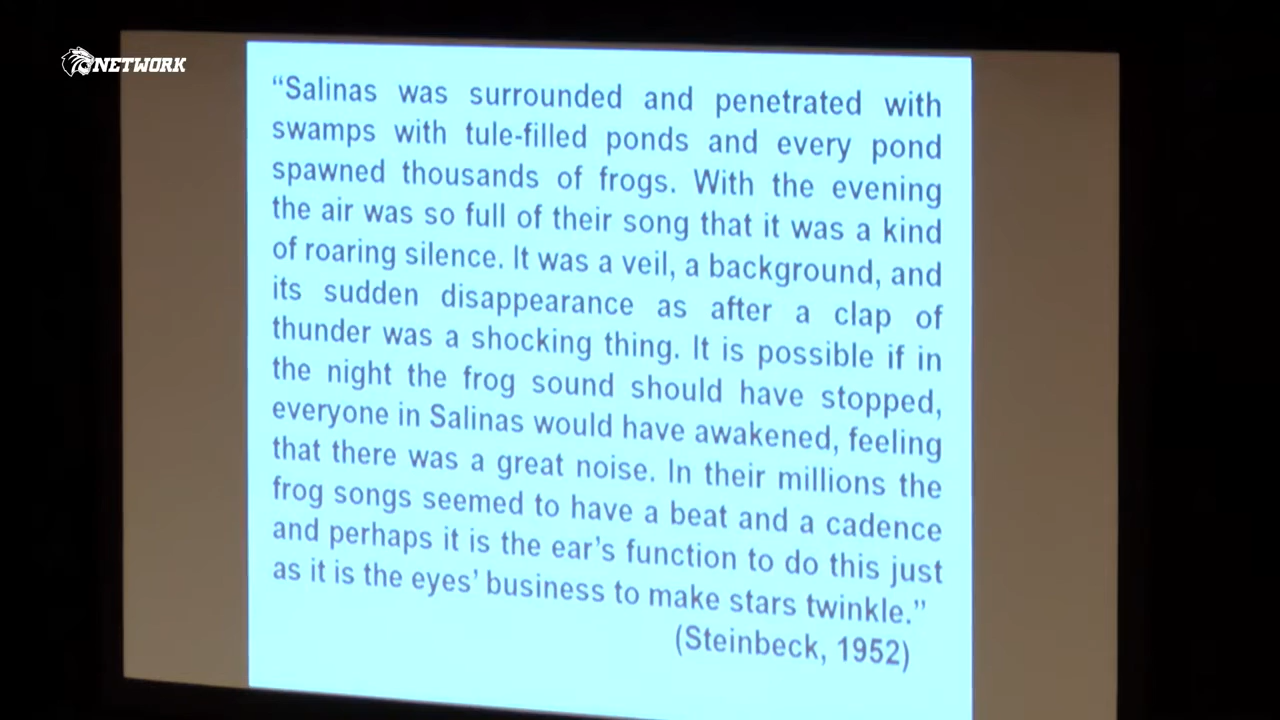 NETWORK
“Salinas was surrounded and penetrated with
swamps with tule-filled ponds and every pond
spawned thousands of frogs. With the evening
the air was so full of their song that it was a kind
of roaring silence. It was a veil, a background, and
its sudden disappearance as after a clap of
thunder was a shocking thing. It is possible if in
the night the frog sound should have stopped,
everyone in Salinas would have awakened, feeling
that there was a great noise. In their millions the
frog songs seemed to have a beat and a cadence
and perhaps it is the ear’s function to do this just
as it is the eyes’ business to make stars twinkle.”
(Steinbeck, 1952)